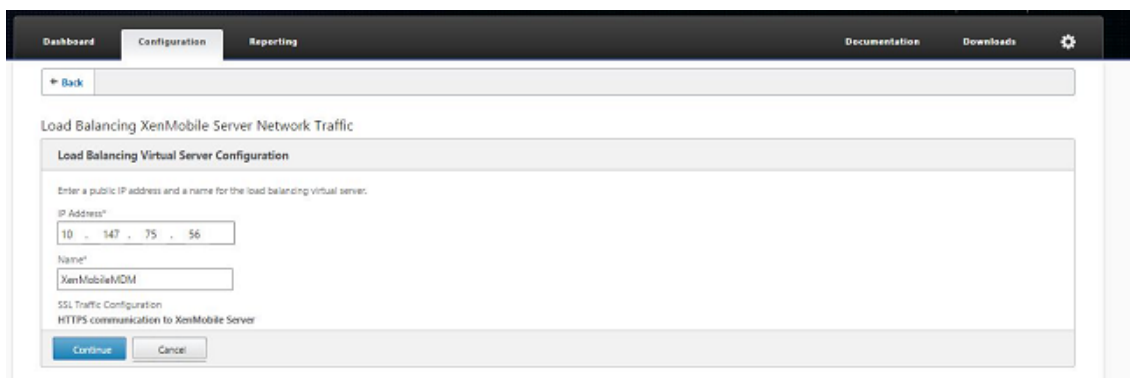 Dashboard Configuration Reporting Documentation Downloads
Back
Load Balancing XenMobile Server Network Traffic
Load Balancing Virtual Server Configuration
Enter a public IP address and a name for the load balancing virtual server.
IP Address*
10 . 147 . 75 . 56
Name*
XenMobileMDM
SSL Traffic Configuration
HTTPS communication to XenMobile Server
Continue Cancel